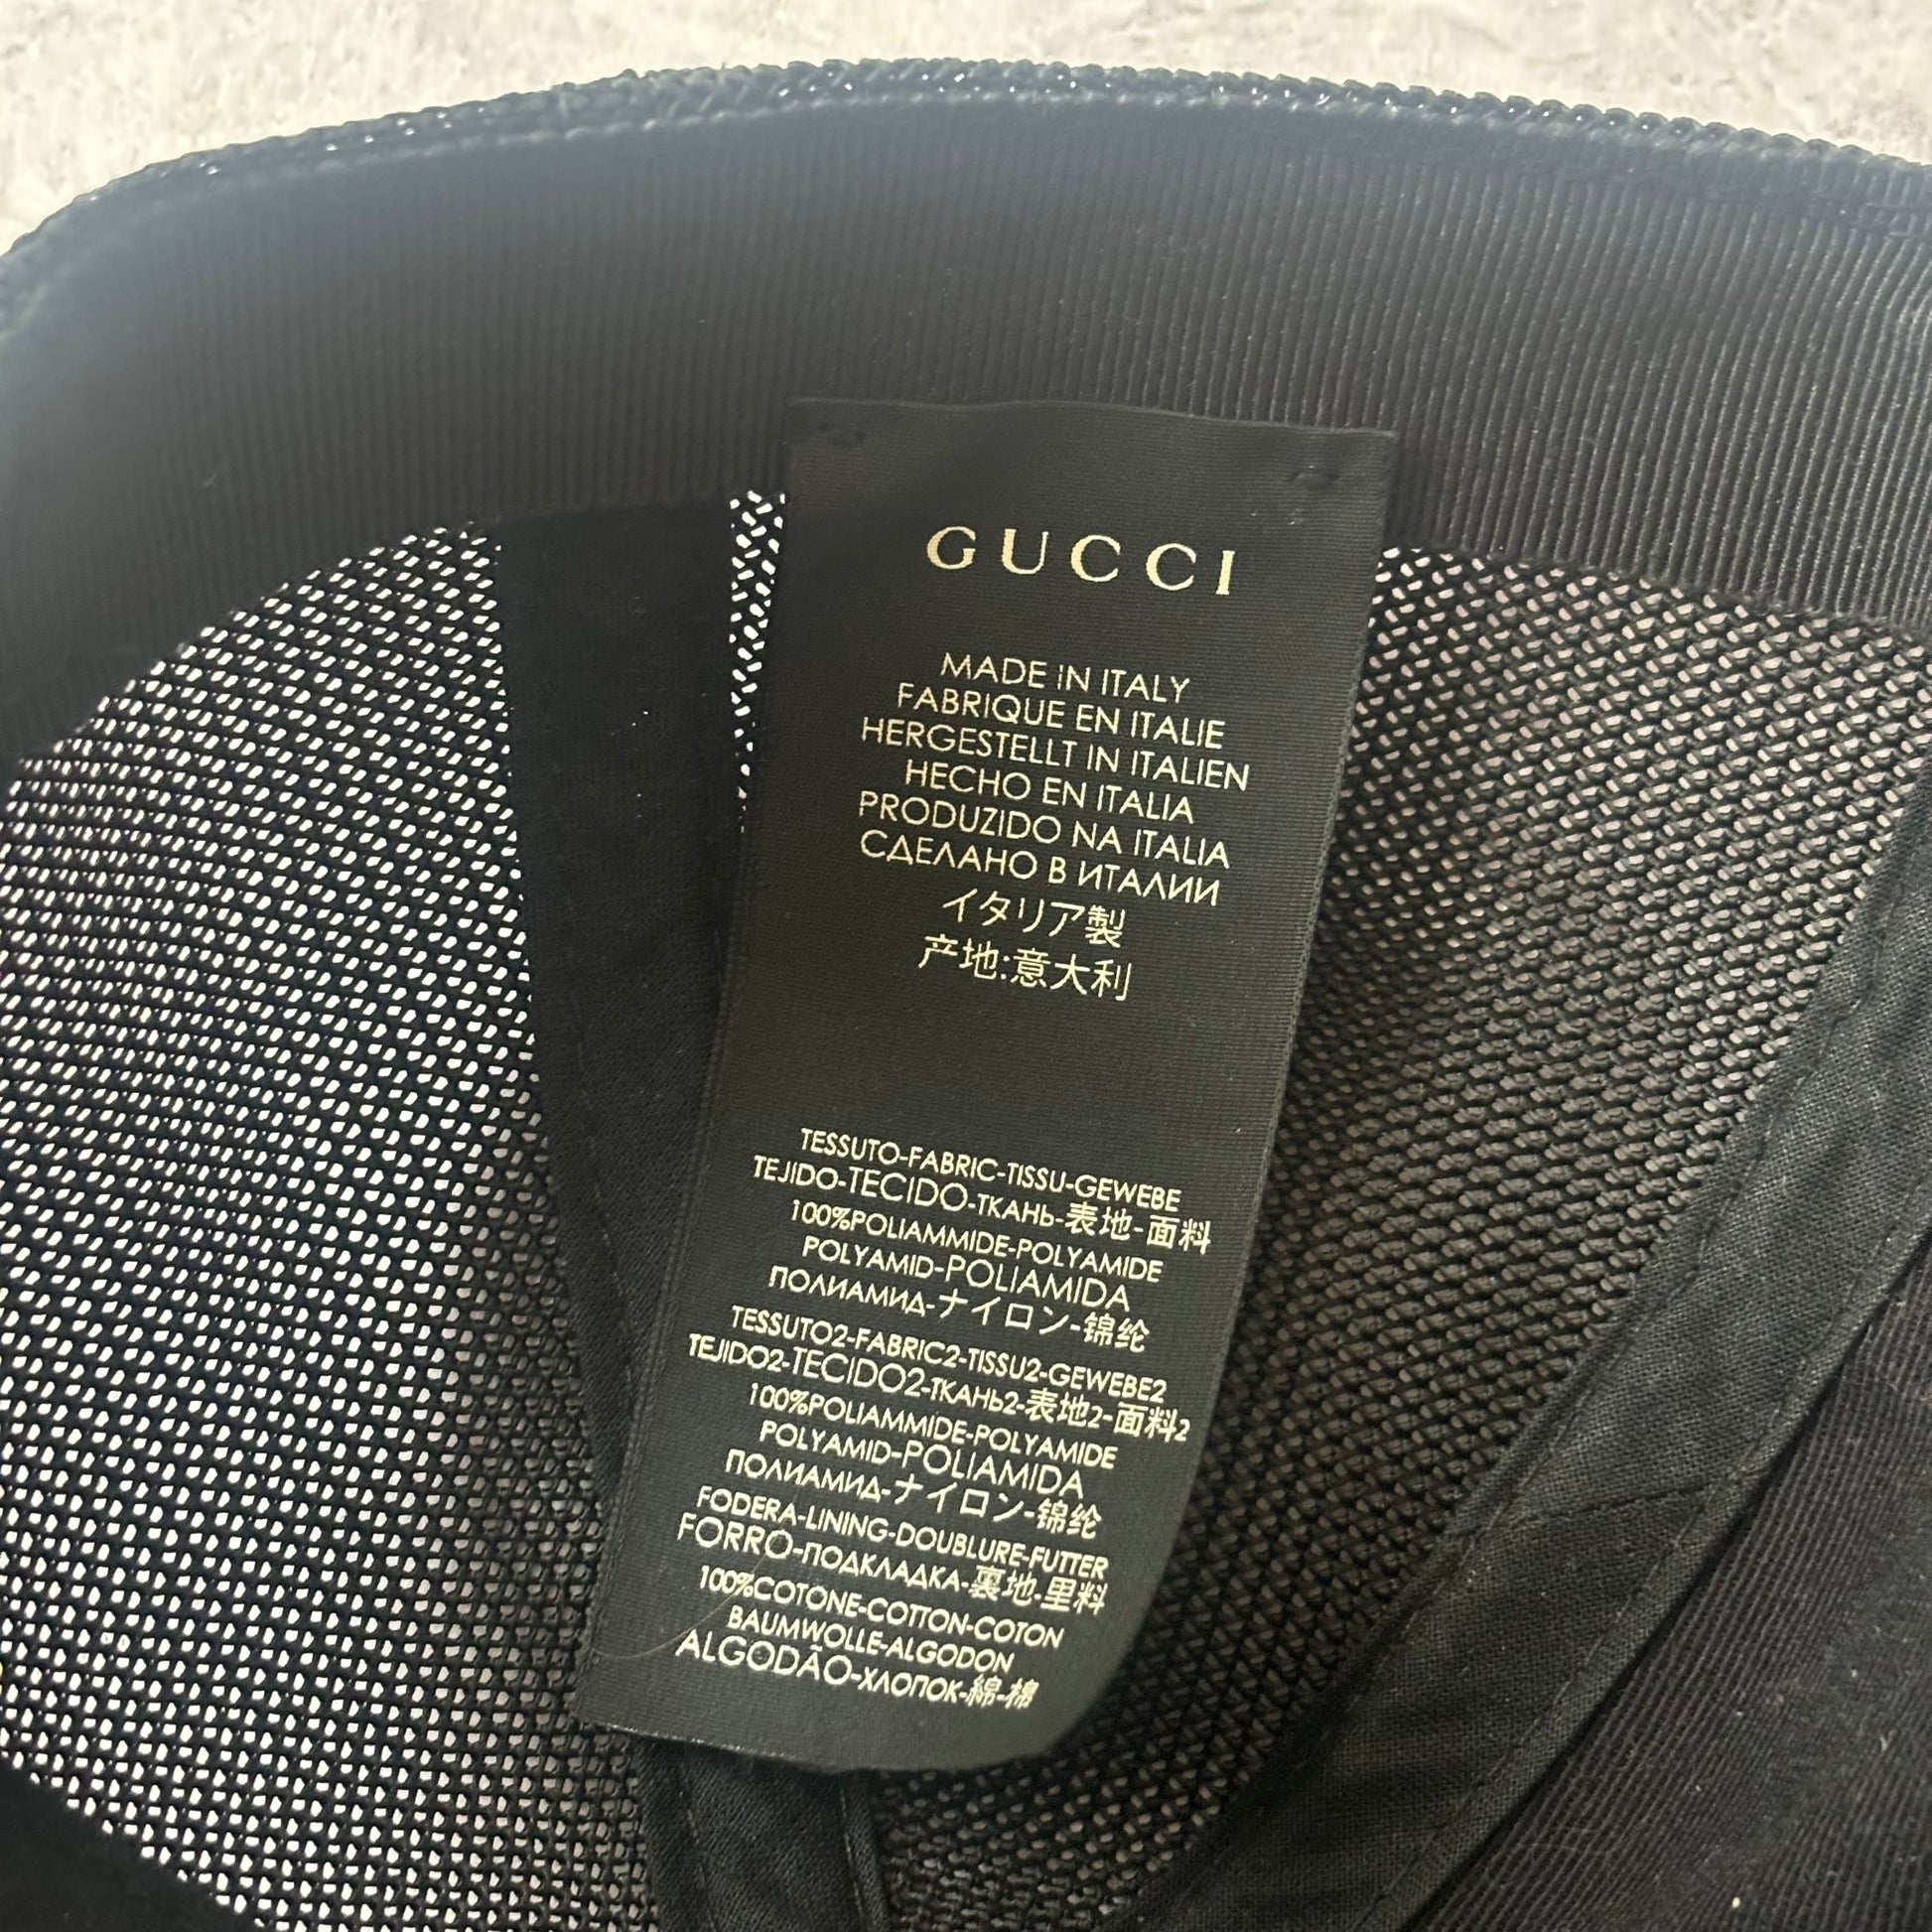 GUCCI
MADE IN ITALY
FABRIQUE EN ITALIE
HERGESTELLT IN ITALIEN
HECHO EN ITALIA
PRODUZIDO NA ITALIA
СДЕЛАНО В ИТАЛИИ
イタリア製
产地:意大利
TESSUTO-FABRIC-TISSU-GEWEBE
TEJIDO-TECIDO-ТКАНЬ-表地-面料
100%POLIAMMIDE-POLYAMIDE
POLYAMID-POLIAMIDA
ПОЛИАМИД-ナイロン-锦纶
TESSUTO2-FABRIC2-TISSU2-GEWEBE2
TEJIDO2-TECIDO2-ТКАНЬ2-表地2-面料2
100%POLIAMMIDE-POLYAMIDE
POLYAMID-POLIAMIDA
ПОЛИАМИД-ナイロン-锦纶
FODERA-LINING-DOUBLURE-FUTTER
FORRO-ПОДКЛАДКА-裏地-里料
100%COTONE-COTTON-COTON
BAUMWOLLE-ALGODON
ALGODÃO-ХЛОПОК-綿-棉